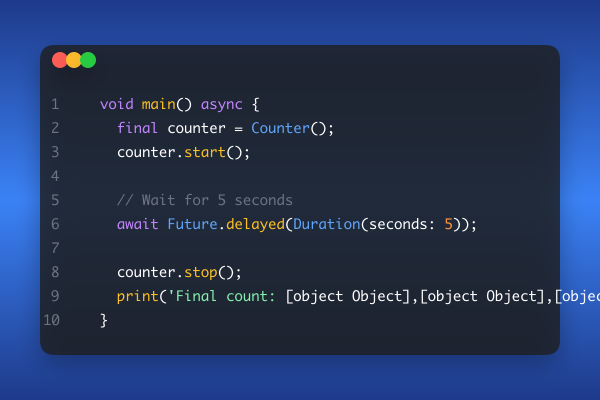 1 void main() async {
2 final counter = Counter();
3 counter.start();
4
5 // Wait for 5 seconds
6 await Future.delayed(Duration(seconds: 5));
7
8 counter.stop();
9 print('Final count: [object Object],[object Object],[objec
10 }